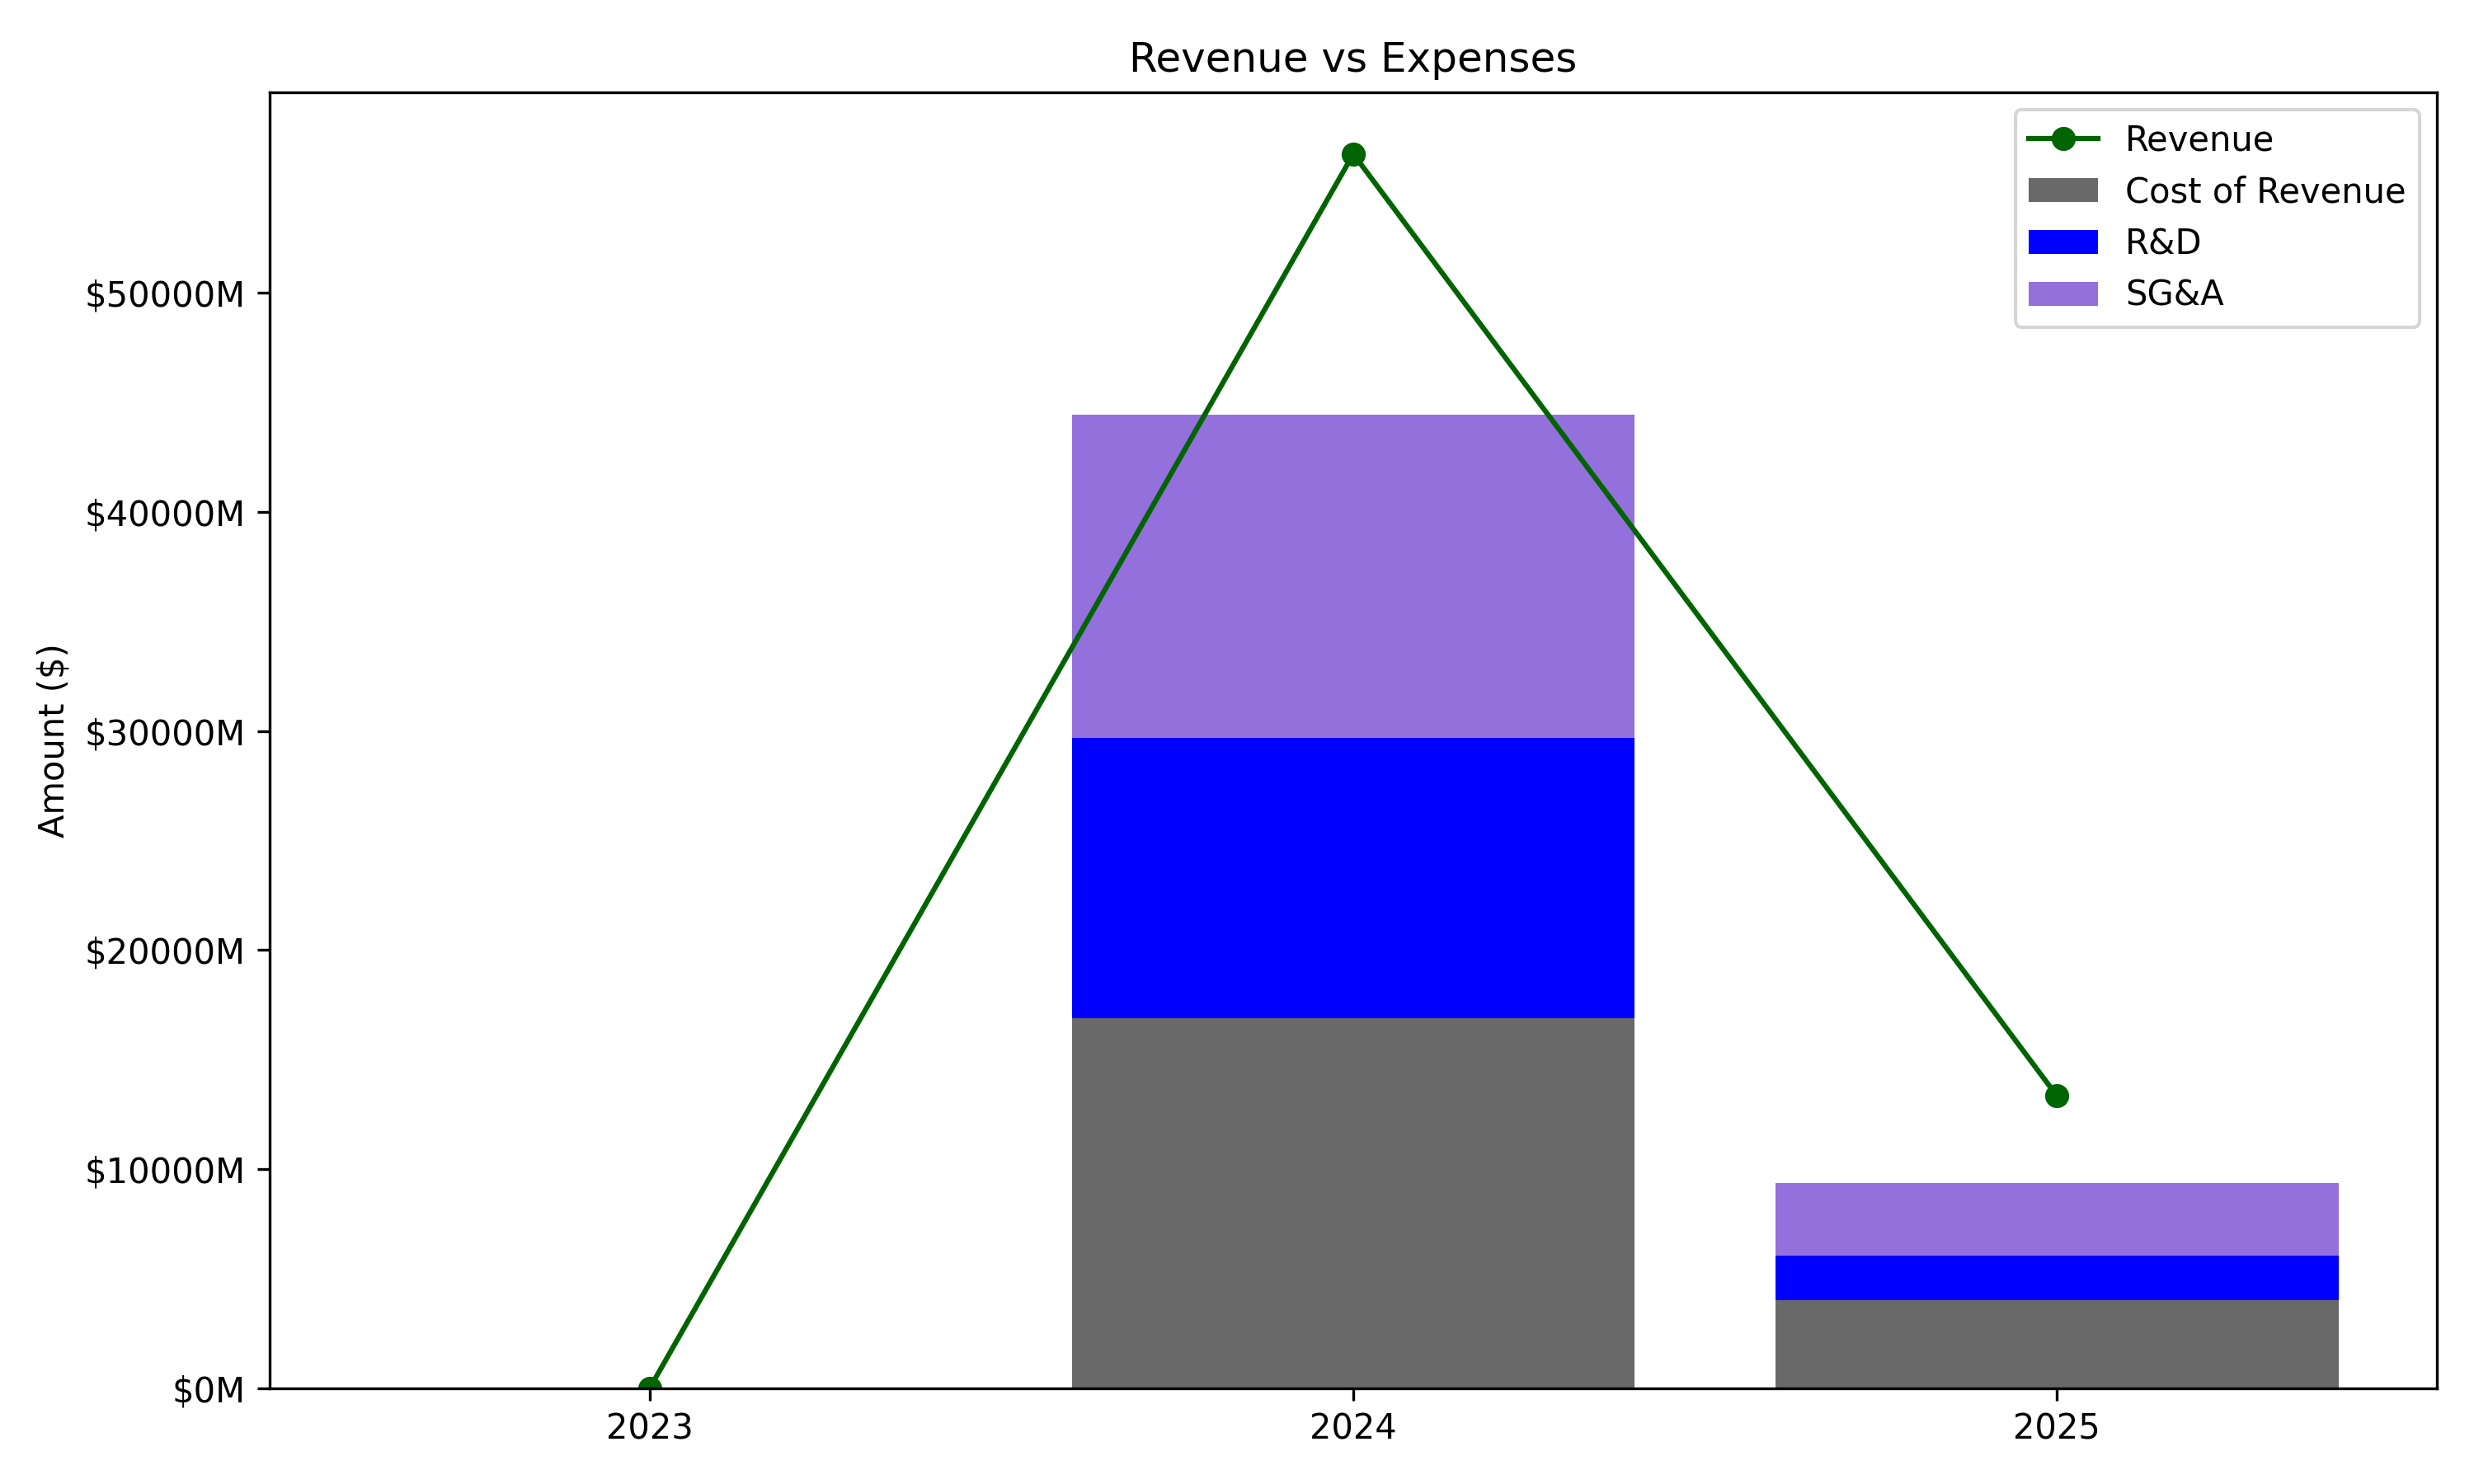 Revenue vs Expenses
Revenue
Cost of Revenue
R&D
SG&A
Amount ($)
$50000M
$40000M
$30000M
$20000M
$10000M
$0M
2023
2024
2025